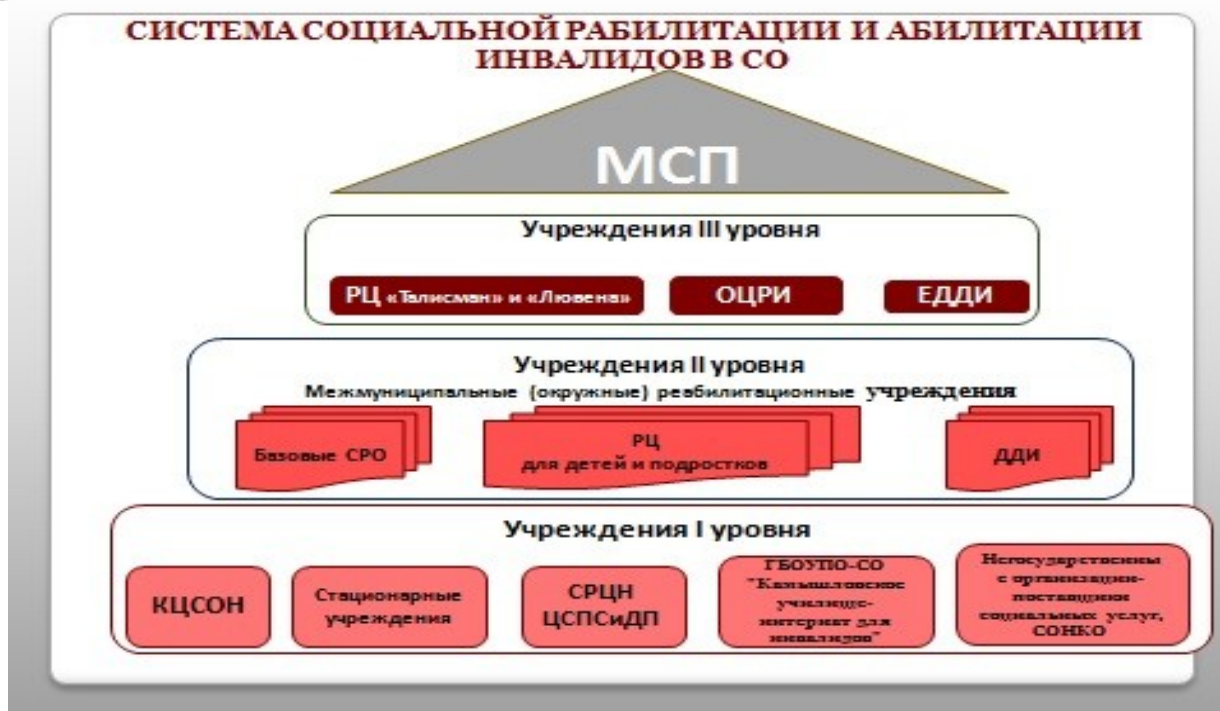 СИСТЕМА СОЦИАЛЬНОЙ РАБИЛИТАЦИИ И АБИЛИТАЦИИ
ИНВАЛИДОВ В СО
МСП
Учреждения III уровня
РЦ «Талисман» и «Лювена»
ОЦРИ
ЕДДИ
Учреждения II уровня
Межмуниципальные (окружные) реабилитационные учреждения
Базовые СРО
РЦ
для детей и подростков
ДДИ
Учреждения I уровня
КЦСОН
Стационарные
учреждения
СРЦН
ЦСПСиДП
ГБОУПО-СО
"Камышловское
училище-
интернат для
инвалидов"
Негосударственны
е организации-
поставщики
социальных услуг,
СОНКО